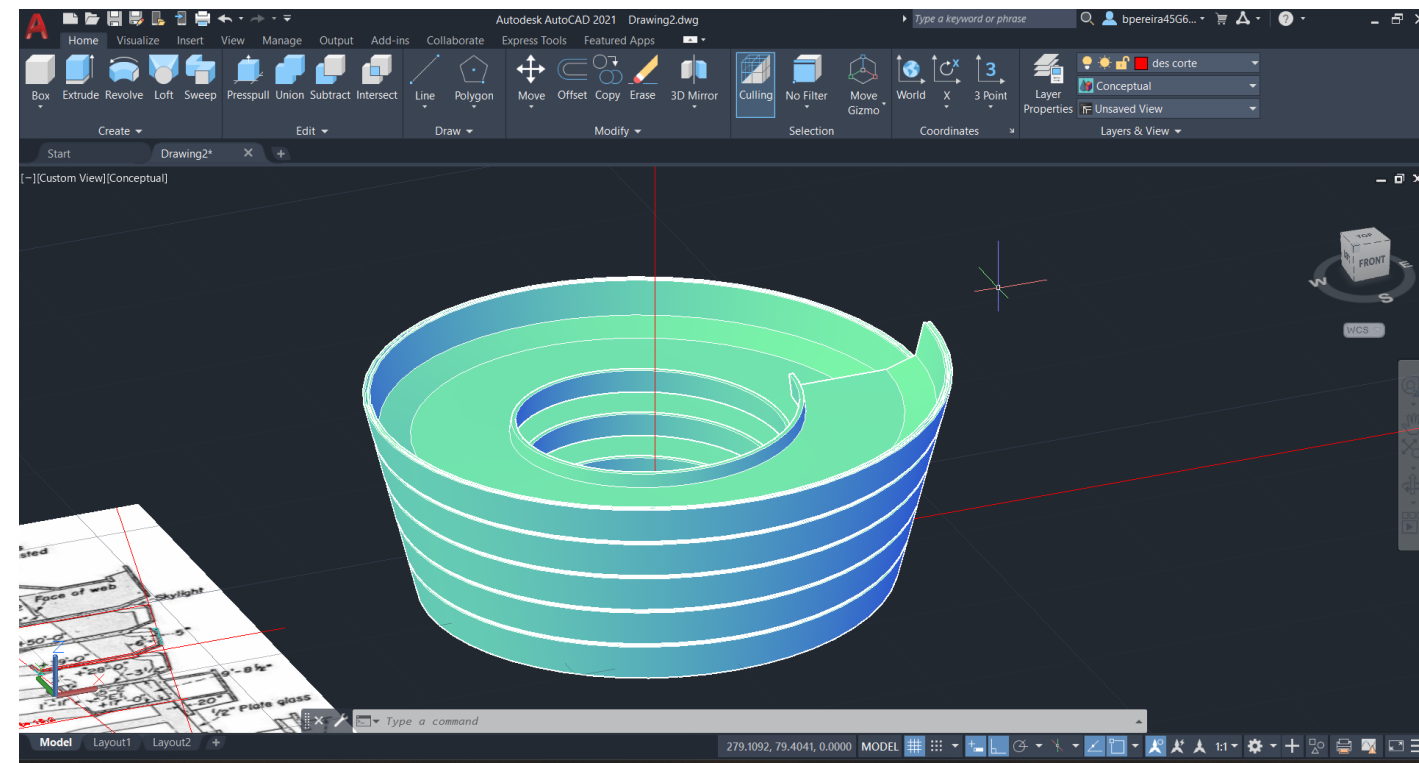 Autodesk AutoCAD 2021 Drawing2.dwg
Type a keyword or phrase
bpereira45G6...
Home Visualize Insert View Manage Output Add-ins Collaborate Express Tools Featured Apps
Box Extrude Revolve Loft Sweep Presspull Union Subtract Intersect Line Polygon Move Offset Copy Erase 3D Mirror Culling No Filter Move Gizmo World X 3 Point Layer Properties
des corte
Conceptual
Unsaved View
Create Edit Draw Modify Selection Coordinates Layers & View
Start Drawing2* +
[−][Custom View][Conceptual]
TOP
FRONT
W S E
WCS
Face of web
Skylight
Plate glass
Type a command
Model Layout1 Layout2 +
279.1092, 79.4041, 0.0000 MODEL 1:1